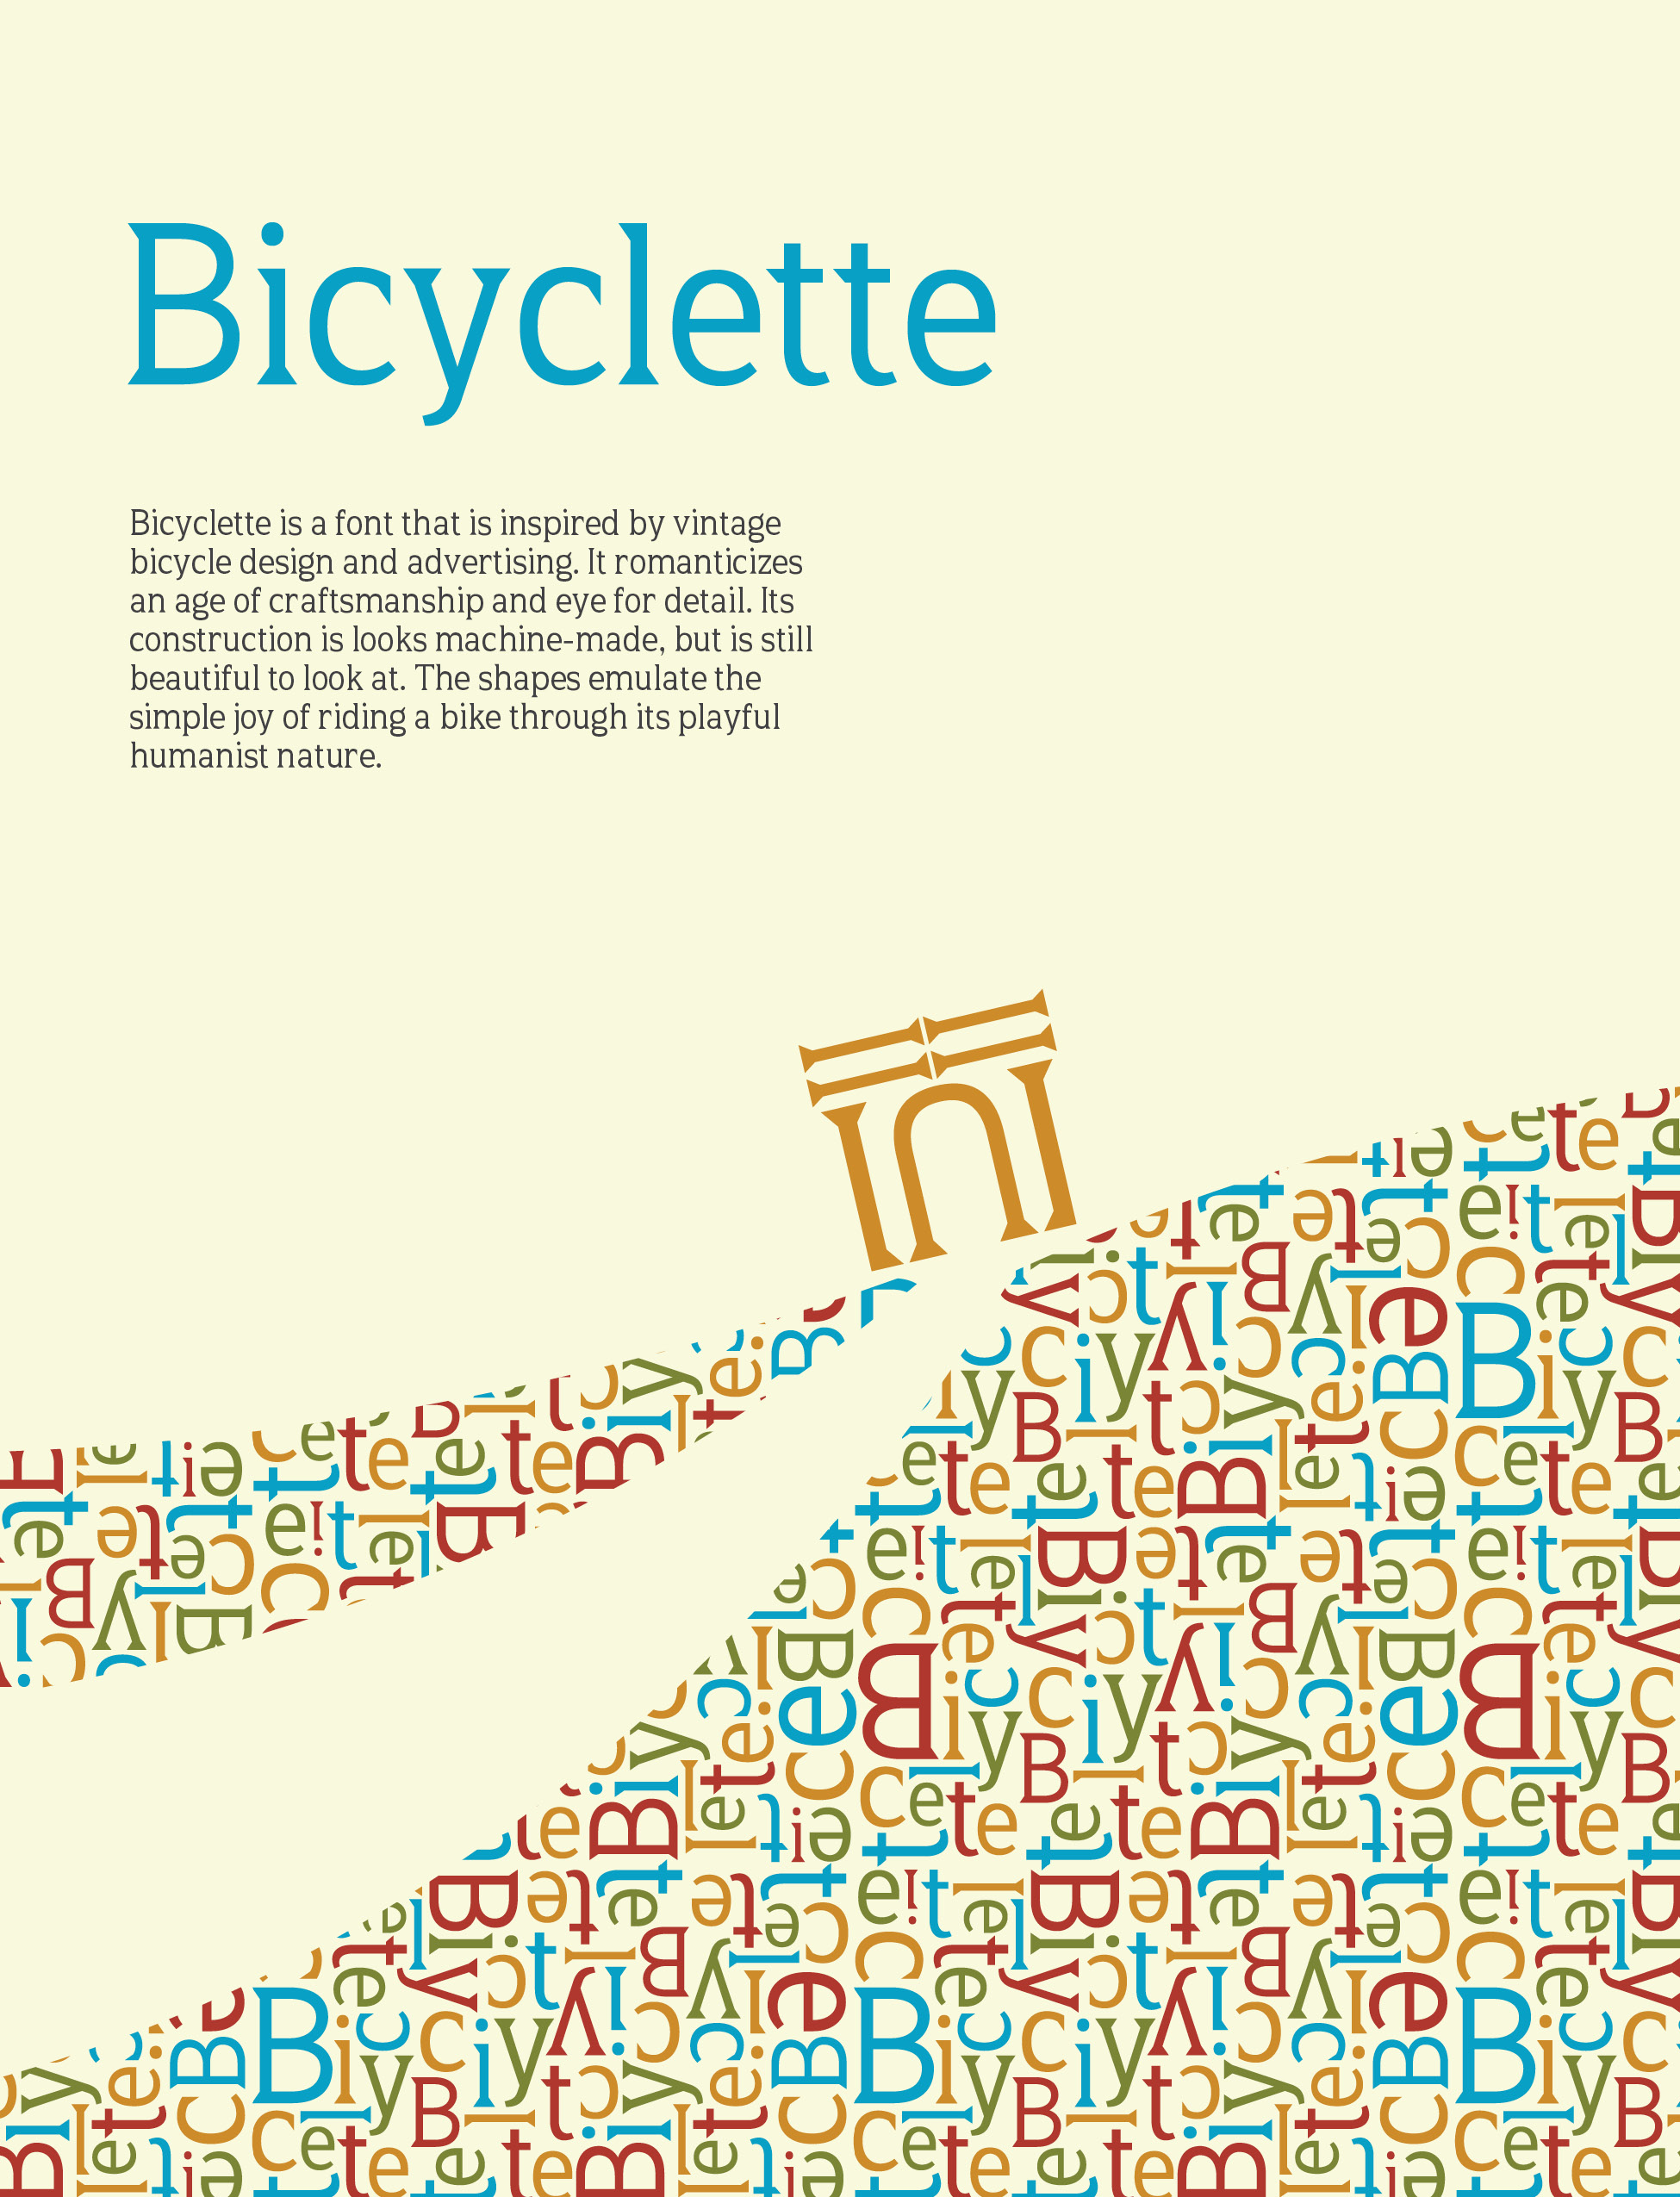 Bicyclette
Bicyclette is a font that is inspired by vintage
bicycle design and advertising. It romanticizes
an age of craftsmanship and eye for detail. Its
construction is looks machine-made, but is still
beautiful to look at. The shapes emulate the
simple joy of riding a bike through its playful
humanist nature.